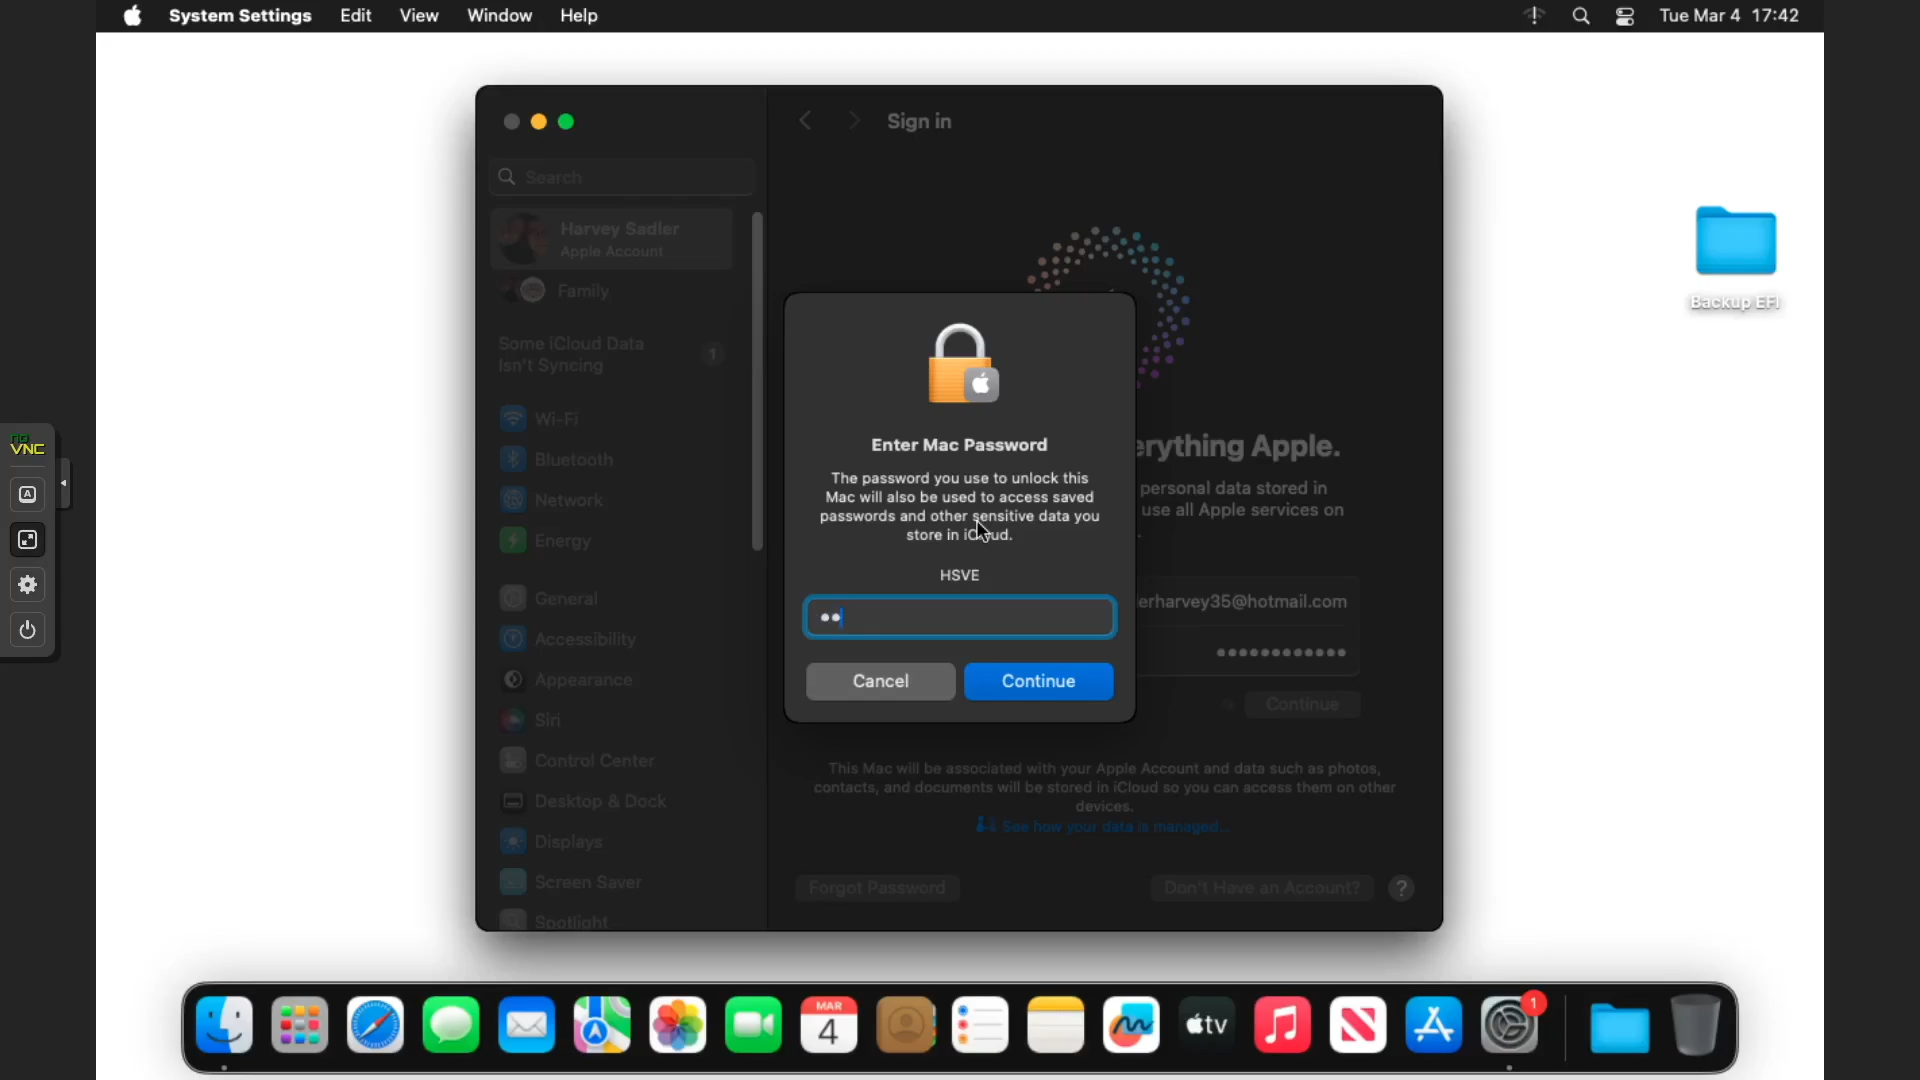 System Settings Edit View Window Help Tue Mar 4 17:42
Sign in
Search
Harvey Sadler
Apple Account
Family
Some iCloud Data
Isn't Syncing
1
Wi-Fi
Bluetooth
Network
Energy
General
Accessibility
Appearance
Siri
Control Center
Desktop & Dock
Displays
Screen Saver
Spotlight
Enter Mac Password
The password you use to unlock this
Mac will also be used to access saved
passwords and other sensitive data you
store in iCloud.
HSVE
Cancel Continue
erything Apple.
personal data stored in
use all Apple services on
erharvey35@hotmail.com
Continue
This Mac will be associated with your Apple Account and data such as photos,
contacts, and documents will be stored in iCloud so you can access them on other
devices.
See how your data is managed...
Forgot Password Don't Have an Account? ?
Backup EFI
no
VNC
A
MAR
4
tv
1